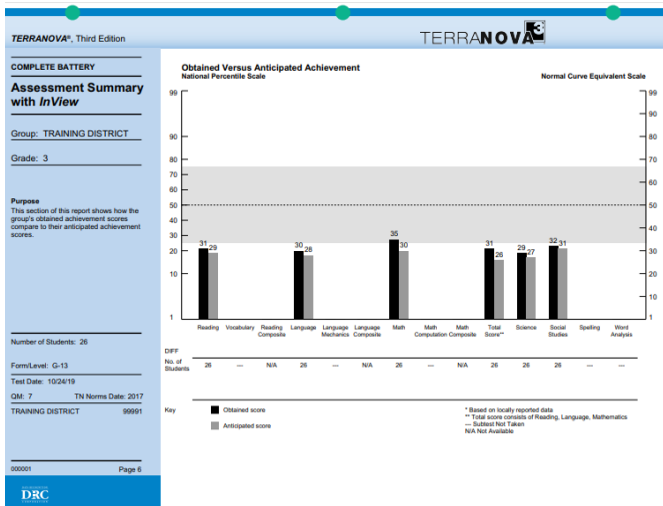 TERRANOVA®, Third Edition
TERRANOVA 3
COMPLETE BATTERY
Assessment Summary
with InView
Group: TRAINING DISTRICT
Grade: 3
Purpose
This section of this report shows how the
group's obtained achievement scores
compare to their anticipated achievement
scores.
Number of Students: 26
Form/Level: G-13
Test Date: 10/24/19
QM: 7 TN Norms Date: 2017
TRAINING DISTRICT 99991
000001 Page 6
DRC
Obtained Versus Anticipated Achievement
National Percentile Scale
Normal Curve Equivalent Scale
99
90
80
70
60
50
40
30
20
10
1
31 29 30 28 35 30 31 26 29 27 32 31
99
90
80
70
60
50
40
30
20
10
1
Reading Vocabulary Reading Composite Language Language Mechanics Language Composite Math Math Computation Math Composite Total Score** Science Social Studies Spelling Word Analysis
DIFF
No. of Students 26 — N/A 26 — N/A 26 — N/A 26 26 26 — —
Key
Obtained score
Anticipated score
* Based on locally reported data
** Total score consists of Reading, Language, Mathematics
— Subtest Not Taken
N/A Not Available